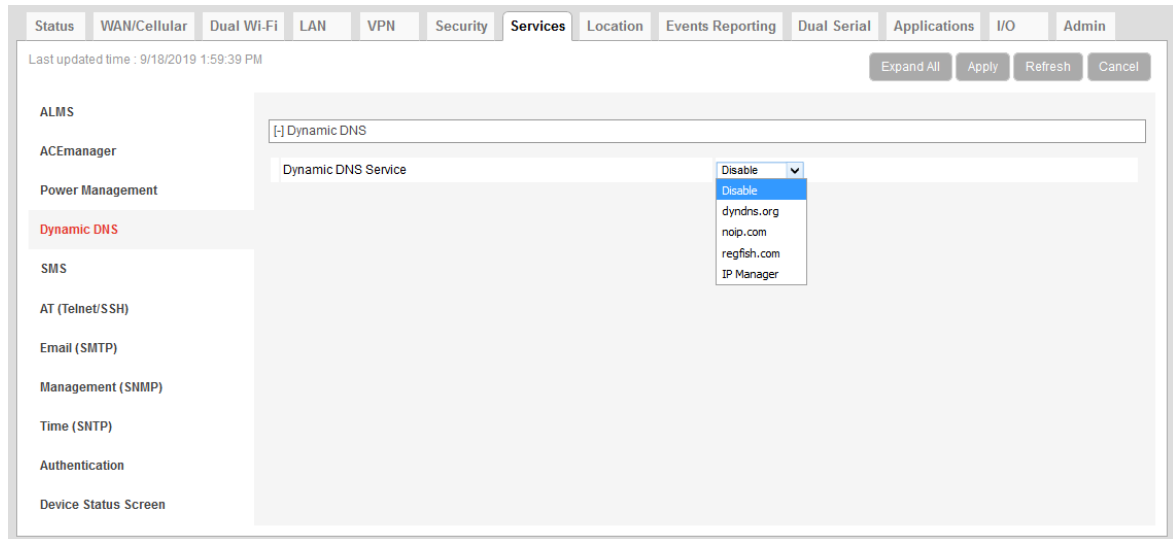 Status WAN/Cellular Dual Wi-Fi LAN VPN Security Services Location Events Reporting Dual Serial Applications I/O Admin
Last updated time : 9/18/2019 1:59:39 PM
Expand All Apply Refresh Cancel
ALMS
ACEmanager
Power Management
Dynamic DNS
SMS
AT (Telnet/SSH)
Email (SMTP)
Management (SNMP)
Time (SNTP)
Authentication
Device Status Screen
[-] Dynamic DNS
Dynamic DNS Service Disable
Disable
dyndns.org
noip.com
regfish.com
IP Manager